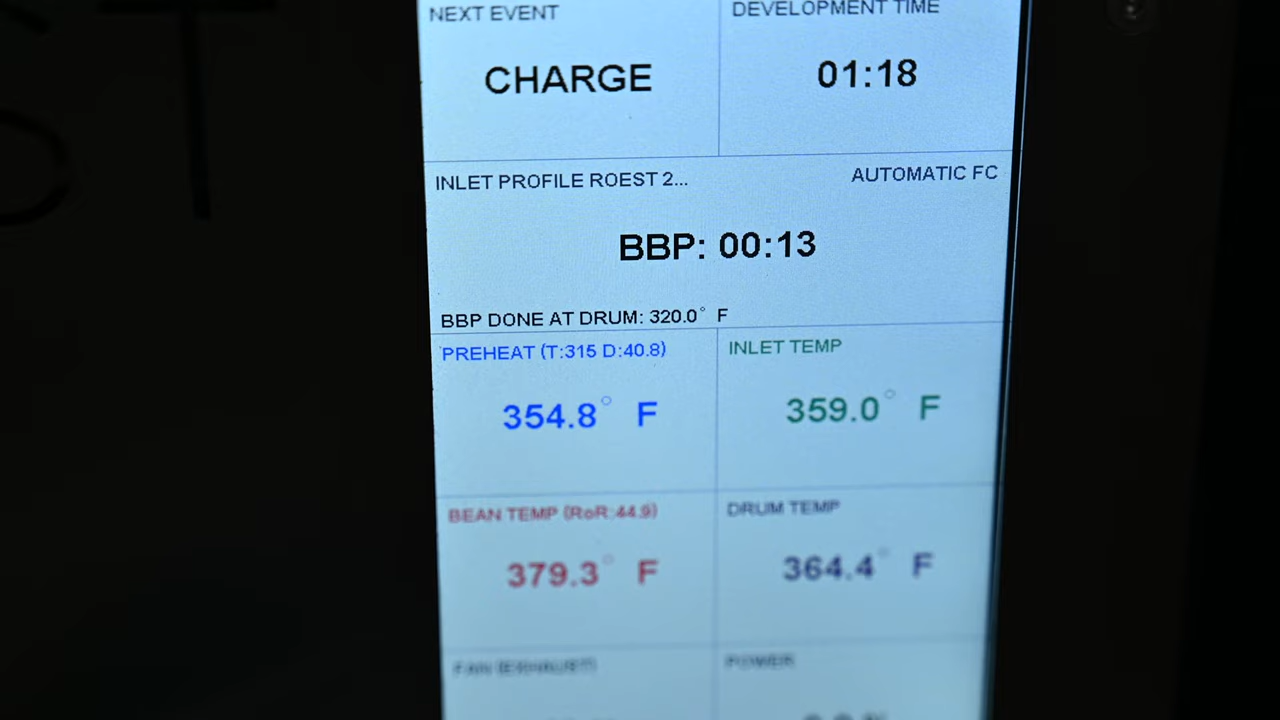 NEXT EVENT
DEVELOPMENT TIME
CHARGE
01:18
INLET PROFILE ROEST 2...
AUTOMATIC FC
BBP: 00:13
BBP DONE AT DRUM: 320.0° F
PREHEAT (T:315 D:40.8)
INLET TEMP
354.8° F
359.0° F
BEAN TEMP (RoR:44.9)
DRUM TEMP
379.3° F
364.4° F
FAN (EXHAUST)
POWER